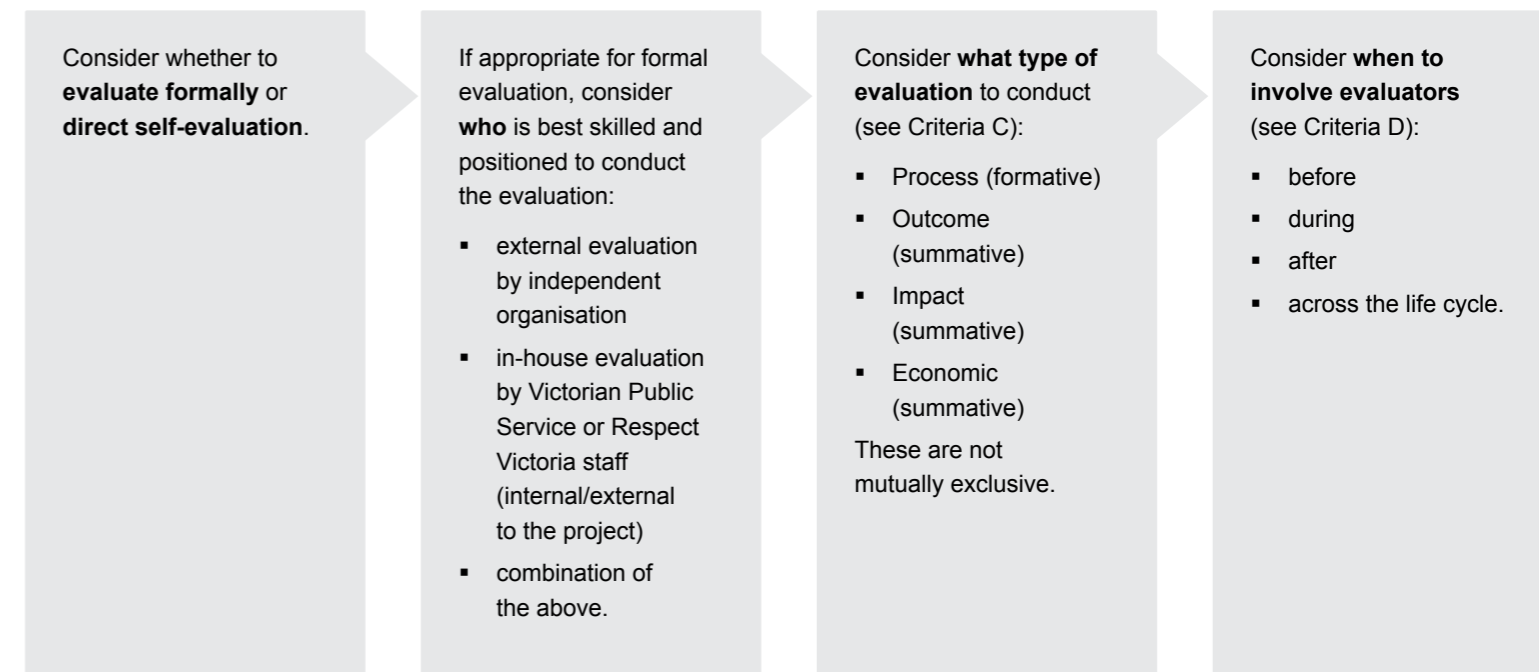 Consider whether to
evaluate formally or
direct self-evaluation.
If appropriate for formal
evaluation, consider
who is best skilled and
positioned to conduct
the evaluation:
▪ external evaluation
by independent
organisation
▪ in-house evaluation
by Victorian Public
Service or Respect
Victoria staff
(internal/external
to the project)
▪ combination of
the above.
Consider what type of
evaluation to conduct
(see Criteria C):
▪ Process (formative)
▪ Outcome
(summative)
▪ Impact
(summative)
▪ Economic
(summative)
These are not
mutually exclusive.
Consider when to
involve evaluators
(see Criteria D):
▪ before
▪ during
▪ after
▪ across the life cycle.